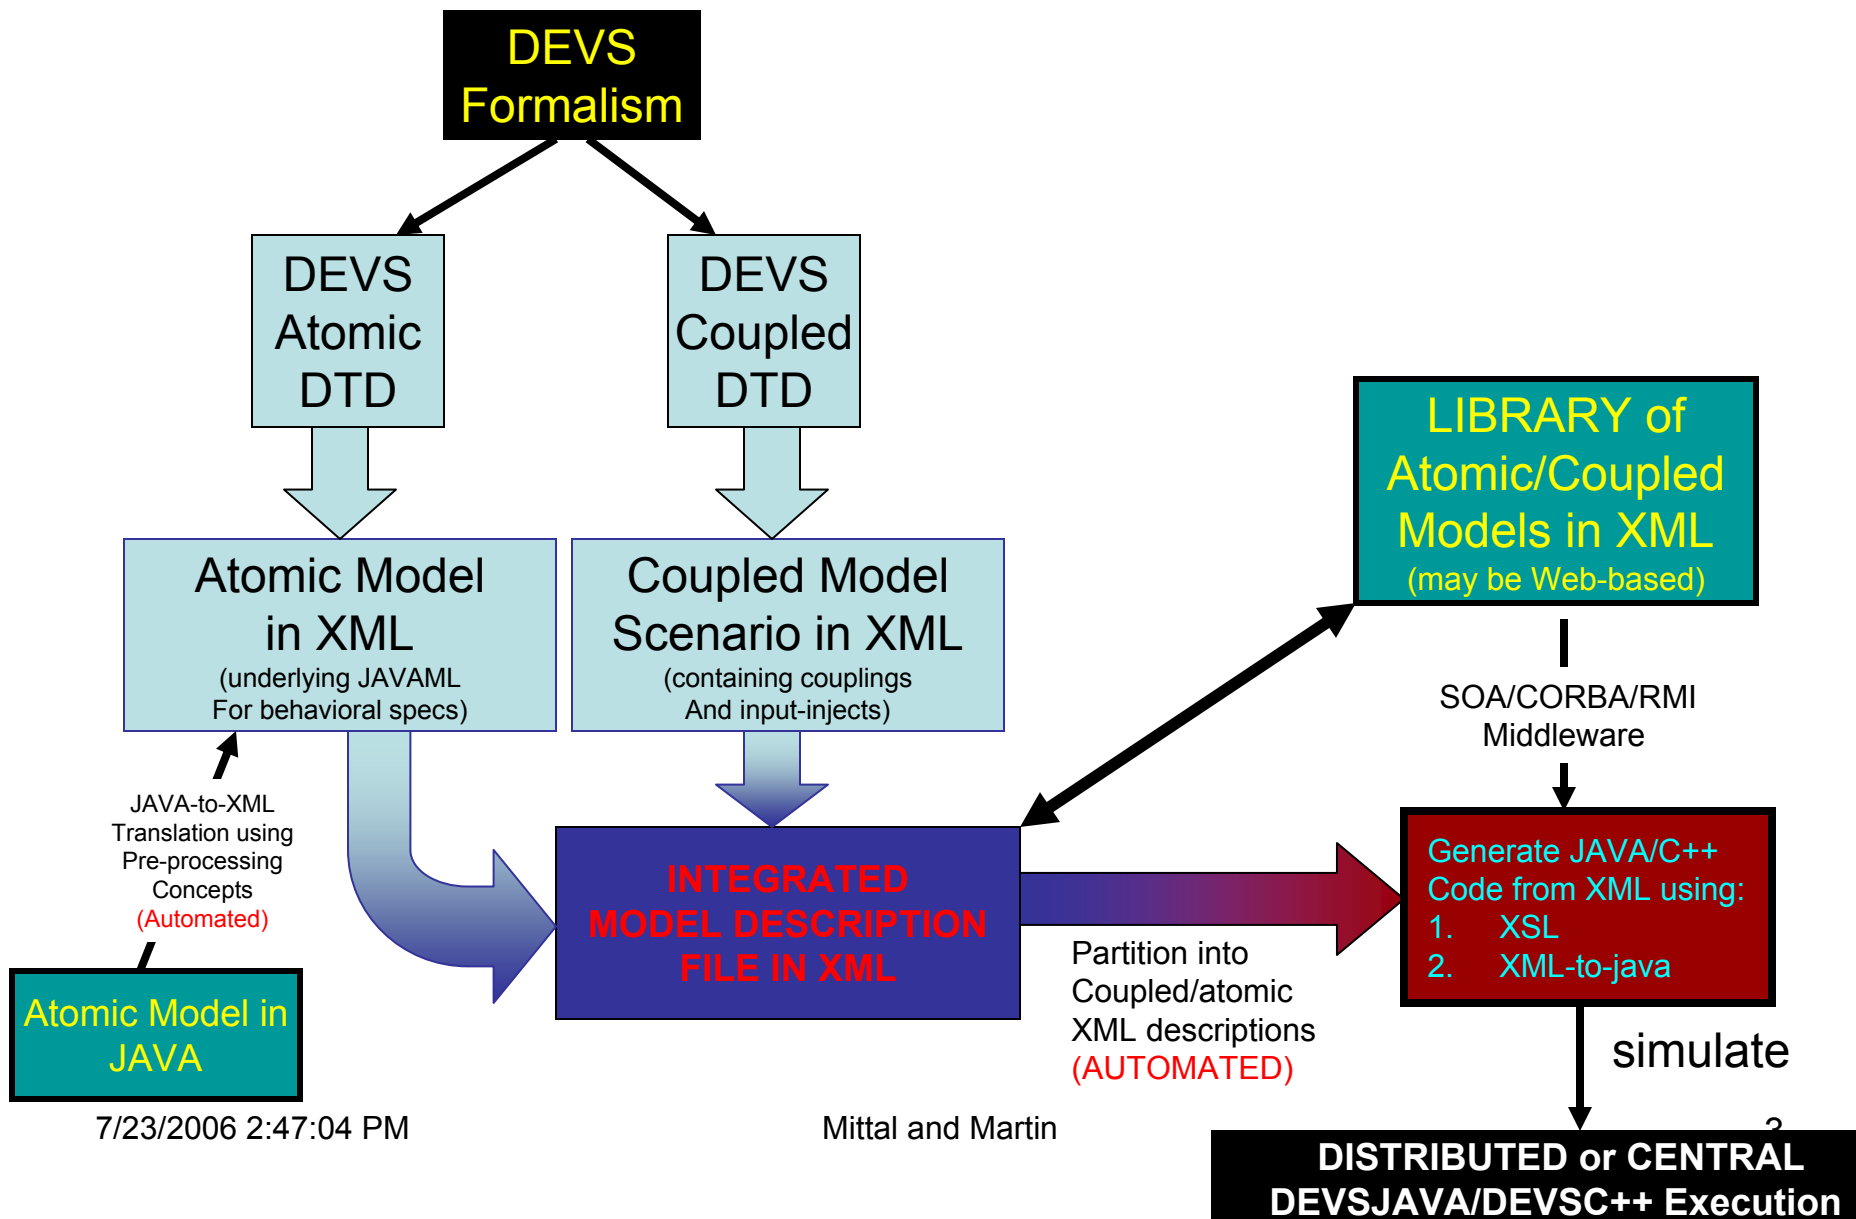 DEVS
Formalism
DEVS
Atomic
DTD
DEVS
Coupled
DTD
LIBRARY of
Atomic/Coupled
Models in XML
(may be Web-based)
Atomic Model
in XML
(underlying JAVAML
For behavioral specs)
Coupled Model
Scenario in XML
(containing couplings
And input-injects)
SOA/CORBA/RMI
Middleware
JAVA-to-XML
Translation using
Pre-processing
Concepts
(Automated)
INTEGRATED
MODEL DESCRIPTION
FILE IN XML
Generate JAVA/C++
Code from XML using:
1. XSL
2. XML-to-java
Partition into
Coupled/atomic
XML descriptions
(AUTOMATED)
Atomic Model in
JAVA
simulate
7/23/2006 2:47:04 PM
Mittal and Martin
3
DISTRIBUTED or CENTRAL
DEVSJAVA/DEVSC++ Execution